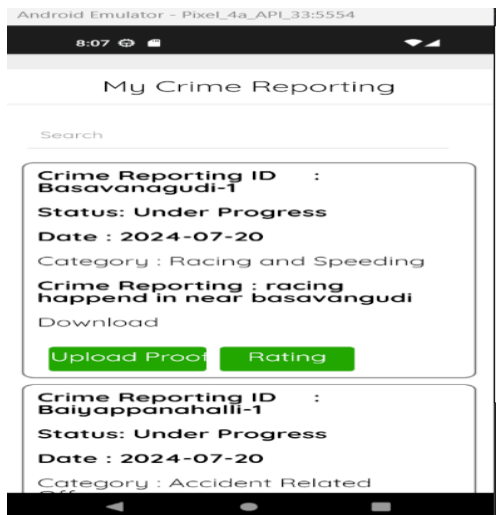 Android Emulator - Pixel_4a_API_33:5554
8:07
My Crime Reporting
Search
Crime Reporting ID :
Basavanagudi-1
Status: Under Progress
Date : 2024-07-20
Category : Racing and Speeding
Crime Reporting : racing
happend in near basavangudi
Download
Upload Proof Rating
Crime Reporting ID :
Baiyappanahalli-1
Status: Under Progress
Date : 2024-07-20
Category : Accident Related